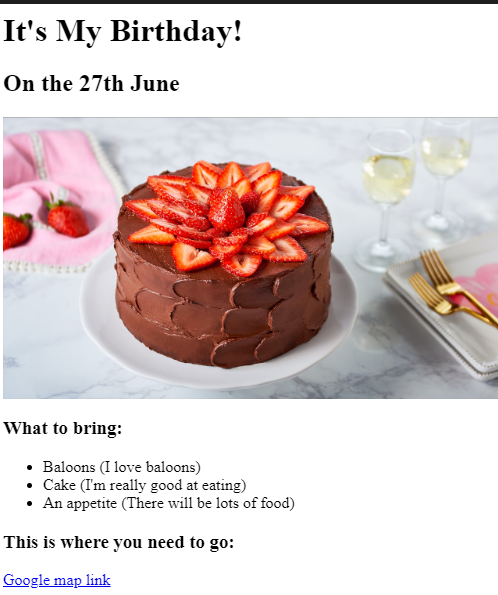 It's My Birthday!
On the 27th June
What to bring:
Baloons (I love baloons)
Cake (I'm really good at eating)
An appetite (There will be lots of food)
This is where you need to go:
Google map link